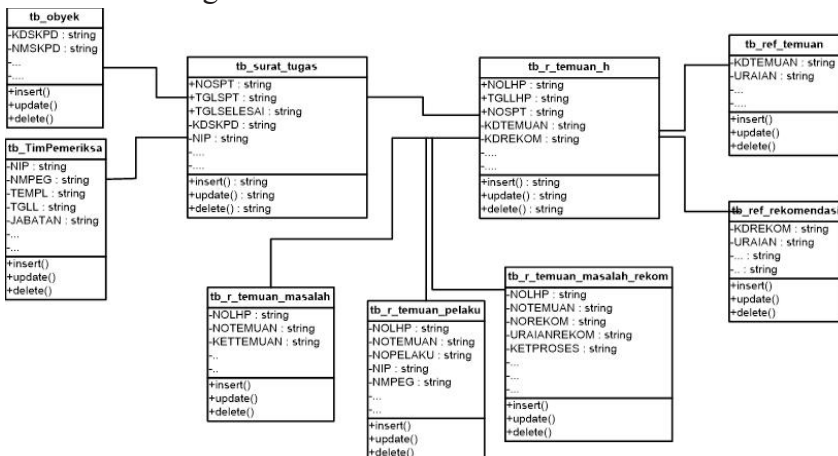 tb_obyek
-KDSKPD : string
-NMSKPD : string
-...
-....
+insert()
+update()
+delete()
tb_TimPemeriksa
-NIP : string
-NMPEG : string
-TEMPL : string
-TGLL : string
-JABATAN : string
-...
-...
+insert()
+update()
+delete()
tb_surat_tugas
+NOSPT : string
+TGLSPT : string
+TGLSELESAI : string
-KDSKPD : string
-NIP : string
-....
-....
+insert() : string
+update() : string
+delete() : string
tb_r_temuan_h
+NOLHP : string
+TGLLHP : string
+NOSPT : string
-KDTEMUAN : string
-KDREKOM : string
-....
-....
+insert() : string
+update() : string
+delete() : string
tb_ref_temuan
-KDTEMUAN : string
-URAIAN : string
-...
-....
+insert()
+update()
+delete()
tb_ref_rekomendasi
-KDREKOM : string
-URAIAN : string
-... : string
-.. : string
+insert()
+update()
+delete()
tb_r_temuan_masalah
-NOLHP : string
-NOTEMUAN : string
-KETTEMUAN : string
-..
-..
+insert()
+update()
+delete()
tb_r_temuan_pelaku
-NOLHP : string
-NOTEMUAN : string
-NOPELAKU : string
-NIP : string
-NMPEG : string
-...
-...
+insert()
+update()
+delete()
tb_r_temuan_masalah_rekom
-NOLHP : string
-NOTEMUAN : string
-NOREKOM : string
-URAIANREKOM : string
-KETPROSES : string
-...
-...
-...
+insert()
+update()
+delete()